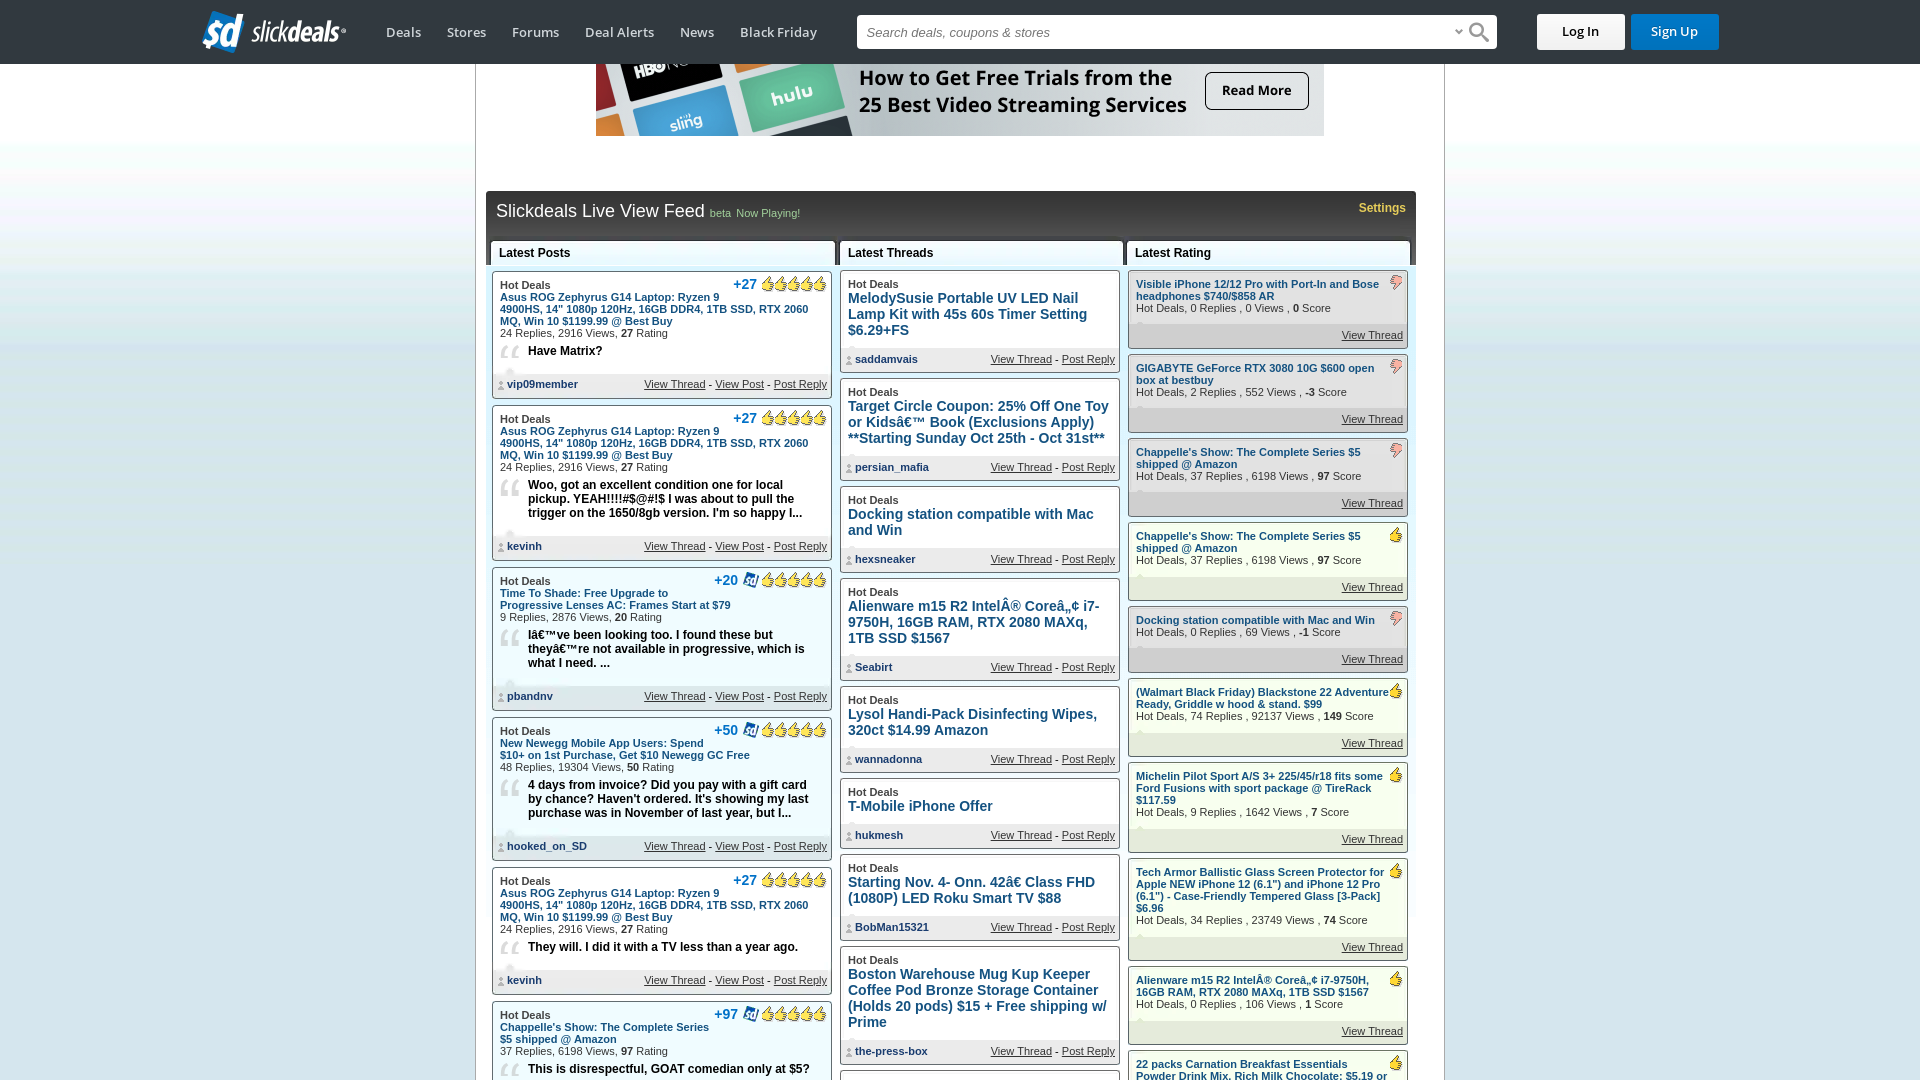 slickdeals
Deals
Stores
Forums
Deal Alerts
News
Black Friday
Search deals, coupons & stores
Log In
Sign Up
HBO NOW
hulu
sling
How to Get Free Trials from the
25 Best Video Streaming Services
Read More
Slickdeals Live View Feed beta Now Playing!
Settings
Latest Posts
Hot Deals
+27
Asus ROG Zephyrus G14 Laptop: Ryzen 9
4900HS, 14" 1080p 120Hz, 16GB DDR4, 1TB SSD, RTX 2060
MQ, Win 10 $1199.99 @ Best Buy
24 Replies, 2916 Views, 27 Rating
Have Matrix?
vip09member
View Thread - View Post - Post Reply
Hot Deals
+27
Asus ROG Zephyrus G14 Laptop: Ryzen 9
4900HS, 14" 1080p 120Hz, 16GB DDR4, 1TB SSD, RTX 2060
MQ, Win 10 $1199.99 @ Best Buy
24 Replies, 2916 Views, 27 Rating
Woo, got an excellent condition one for local
pickup. YEAH!!!!#$@#!$ I was about to pull the
trigger on the 1650/8gb version. I'm so happy I...
kevinh
View Thread - View Post - Post Reply
Hot Deals
+20
Time To Shade: Free Upgrade to
Progressive Lenses AC: Frames Start at $79
9 Replies, 2876 Views, 20 Rating
Iâ€™ve been looking too. I found these but
theyâ€™re not available in progressive, which is
what I need. ...
pbandnv
View Thread - View Post - Post Reply
Hot Deals
+50
New Newegg Mobile App Users: Spend
$10+ on 1st Purchase, Get $10 Newegg GC Free
48 Replies, 19304 Views, 50 Rating
4 days from invoice? Did you pay with a gift card
by chance? Haven't ordered. It's showing my last
purchase was in November of last year, but I...
hooked_on_SD
View Thread - View Post - Post Reply
Hot Deals
+27
Asus ROG Zephyrus G14 Laptop: Ryzen 9
4900HS, 14" 1080p 120Hz, 16GB DDR4, 1TB SSD, RTX 2060
MQ, Win 10 $1199.99 @ Best Buy
24 Replies, 2916 Views, 27 Rating
They will. I did it with a TV less than a year ago.
kevinh
View Thread - View Post - Post Reply
Hot Deals
+97
Chappelle's Show: The Complete Series
$5 shipped @ Amazon
37 Replies, 6198 Views, 97 Rating
This is disrespectful, GOAT comedian only at $5?
Latest Threads
Hot Deals
MelodySusie Portable UV LED Nail
Lamp Kit with 45s 60s Timer Setting
$6.29+FS
saddamvais
View Thread - Post Reply
Hot Deals
Target Circle Coupon: 25% Off One Toy
or Kidsâ€™ Book (Exclusions Apply)
**Starting Sunday Oct 25th - Oct 31st**
persian_mafia
View Thread - Post Reply
Hot Deals
Docking station compatible with Mac
and Win
hexsneaker
View Thread - Post Reply
Hot Deals
Alienware m15 R2 IntelÂ® Coreâ„¢ i7-
9750H, 16GB RAM, RTX 2080 MAXq,
1TB SSD $1567
Seabirt
View Thread - Post Reply
Hot Deals
Lysol Handi-Pack Disinfecting Wipes,
320ct $14.99 Amazon
wannadonna
View Thread - Post Reply
Hot Deals
T-Mobile iPhone Offer
hukmesh
View Thread - Post Reply
Hot Deals
Starting Nov. 4- Onn. 42â€ Class FHD
(1080P) LED Roku Smart TV $88
BobMan15321
View Thread - Post Reply
Hot Deals
Boston Warehouse Mug Kup Keeper
Coffee Pod Bronze Storage Container
(Holds 20 pods) $15 + Free shipping w/
Prime
the-press-box
View Thread - Post Reply
Latest Rating
Visible iPhone 12/12 Pro with Port-In and Bose
headphones $740/$858 AR
Hot Deals, 0 Replies , 0 Views , 0 Score
View Thread
GIGABYTE GeForce RTX 3080 10G $600 open
box at bestbuy
Hot Deals, 2 Replies , 552 Views , -3 Score
View Thread
Chappelle's Show: The Complete Series $5
shipped @ Amazon
Hot Deals, 37 Replies , 6198 Views , 97 Score
View Thread
Chappelle's Show: The Complete Series $5
shipped @ Amazon
Hot Deals, 37 Replies , 6198 Views , 97 Score
View Thread
Docking station compatible with Mac and Win
Hot Deals, 0 Replies , 69 Views , -1 Score
View Thread
(Walmart Black Friday) Blackstone 22 Adventure
Ready, Griddle w hood & stand. $99
Hot Deals, 74 Replies , 92137 Views , 149 Score
View Thread
Michelin Pilot Sport A/S 3+ 225/45/r18 fits some
Ford Fusions with sport package @ TireRack
$117.59
Hot Deals, 9 Replies , 1642 Views , 7 Score
View Thread
Tech Armor Ballistic Glass Screen Protector for
Apple NEW iPhone 12 (6.1") and iPhone 12 Pro
(6.1") - Case-Friendly Tempered Glass [3-Pack]
$6.96
Hot Deals, 34 Replies , 23749 Views , 74 Score
View Thread
Alienware m15 R2 IntelÂ® Coreâ„¢ i7-9750H,
16GB RAM, RTX 2080 MAXq, 1TB SSD $1567
Hot Deals, 0 Replies , 106 Views , 1 Score
View Thread
22 packs Carnation Breakfast Essentials
Powder Drink Mix, Rich Milk Chocolate: $5.19 or